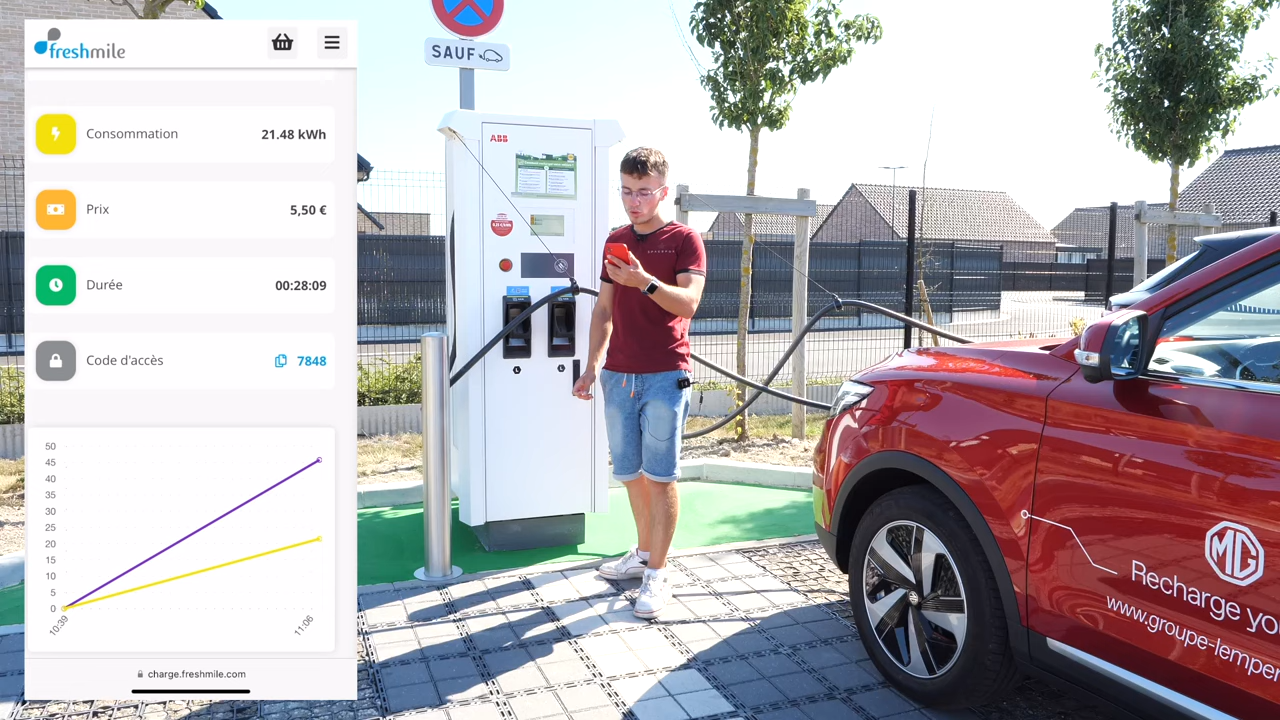 freshmile
Consommation 21.48 kWh
Prix 5,50 €
Durée 00:28:09
Code d'accès 7848
50
45
40
35
30
25
20
15
10
5
0
10:39 11:06
charge.freshmile.com
SAUF
ABB
MG
Recharge yo
www.groupe-lemper